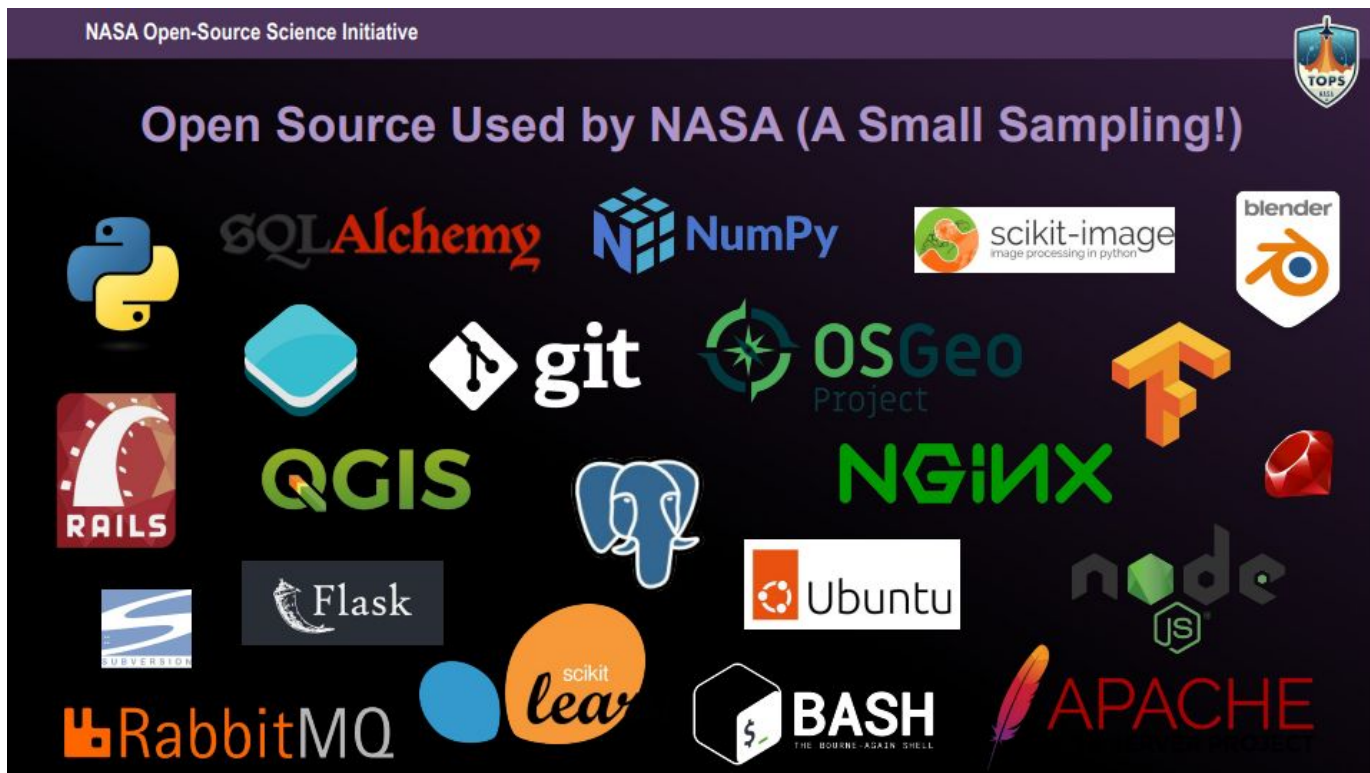 NASA Open-Source Science Initiative
TOPS
Open Source Used by NASA (A Small Sampling!)
SQLAlchemy
NumPy
scikit-image
image processing in python
blender
git
OSGeo
Project
RAILS
QGIS
NGINX
SUBVERSION
Flask
Ubuntu
node
JS
RabbitMQ
scikit
lear
$_
BASH
THE BOURNE-AGAIN SHELL
APACHE
PROJECT